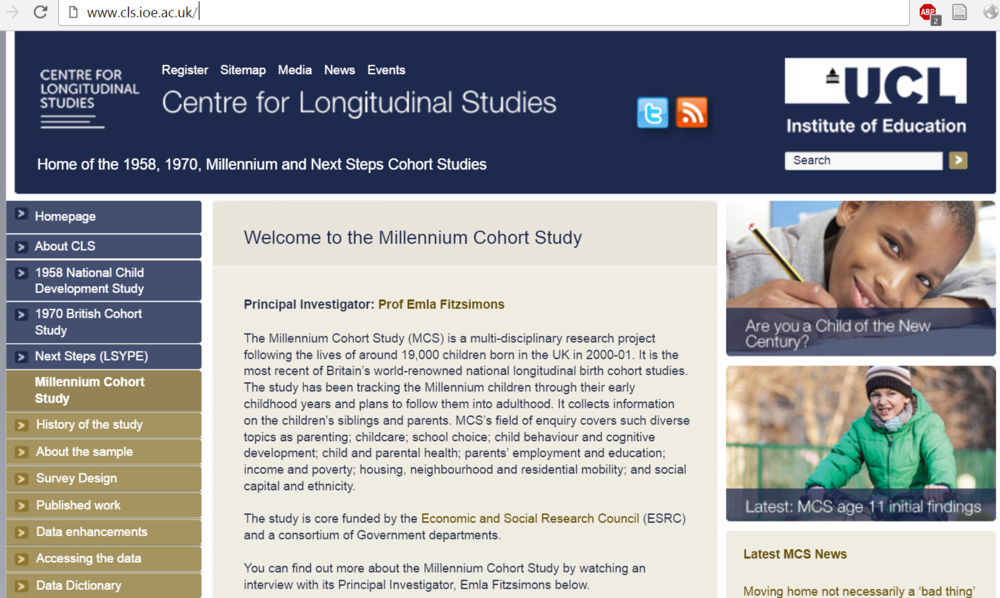 www.cls.ioe.ac.uk/
ABP
2
CENTRE FOR
LONGITUDINAL
STUDIES
Register Sitemap Media News Events
Centre for Longitudinal Studies
UCL
Institute of Education
Home of the 1958, 1970, Millennium and Next Steps Cohort Studies
Search
Homepage
About CLS
1958 National Child
Development Study
1970 British Cohort
Study
Next Steps (LSYPE)
Millennium Cohort
Study
History of the study
About the sample
Survey Design
Published work
Data enhancements
Accessing the data
Data Dictionary
Welcome to the Millennium Cohort Study
Principal Investigator: Prof Emla Fitzsimons
The Millennium Cohort Study (MCS) is a multi-disciplinary research project
following the lives of around 19,000 children born in the UK in 2000-01. It is the
most recent of Britain’s world-renowned national longitudinal birth cohort studies.
The study has been tracking the Millennium children through their early
childhood years and plans to follow them into adulthood. It collects information
on the children’s siblings and parents. MCS’s field of enquiry covers such diverse
topics as parenting; childcare; school choice; child behaviour and cognitive
development; child and parental health; parents’ employment and education;
income and poverty; housing, neighbourhood and residential mobility; and social
capital and ethnicity.
The study is core funded by the Economic and Social Research Council (ESRC)
and a consortium of Government departments.
You can find out more about the Millennium Cohort Study by watching an
interview with its Principal Investigator, Emla Fitzsimons below.
Are you a Child of the New
Century?
Latest: MCS age 11 initial findings
Latest MCS News
Moving home not necessarily a ‘bad thing’